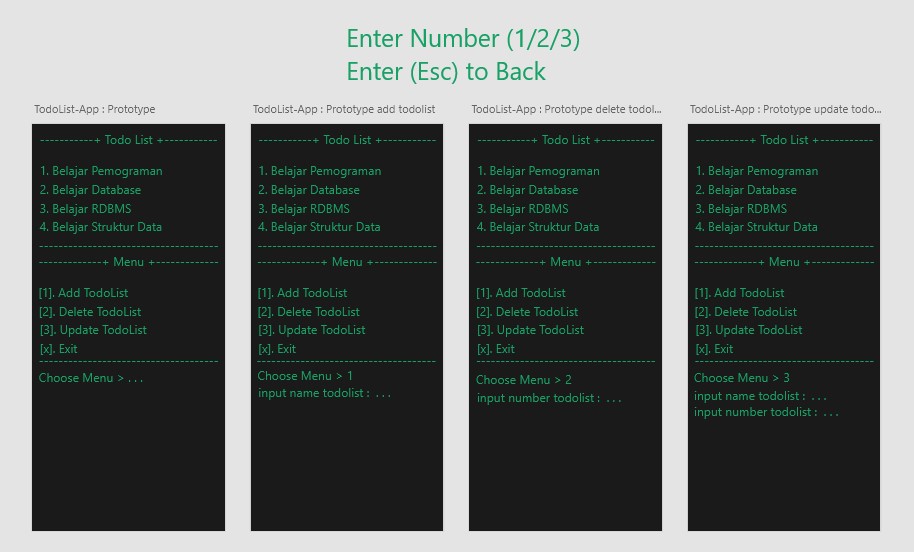 Enter Number (1/2/3)
Enter (Esc) to Back
TodoList-App : Prototype
-----------+ Todo List +-----------
1. Belajar Pemograman
2. Belajar Database
3. Belajar RDBMS
4. Belajar Struktur Data
------------------------------------
-------------+ Menu +-------------
[1]. Add TodoList
[2]. Delete TodoList
[3]. Update TodoList
[x]. Exit
------------------------------------
Choose Menu > . . .
TodoList-App : Prototype add todolist
-----------+ Todo List +-----------
1. Belajar Pemograman
2. Belajar Database
3. Belajar RDBMS
4. Belajar Struktur Data
------------------------------------
-------------+ Menu +-------------
[1]. Add TodoList
[2]. Delete TodoList
[3]. Update TodoList
[x]. Exit
------------------------------------
Choose Menu > 1
input name todolist : . . .
TodoList-App : Prototype delete todol...
-----------+ Todo List +-----------
1. Belajar Pemograman
2. Belajar Database
3. Belajar RDBMS
4. Belajar Struktur Data
------------------------------------
-------------+ Menu +-------------
[1]. Add TodoList
[2]. Delete TodoList
[3]. Update TodoList
[x]. Exit
------------------------------------
Choose Menu > 2
input number todolist : . . .
TodoList-App : Prototype update todo...
-----------+ Todo List +-----------
1. Belajar Pemograman
2. Belajar Database
3. Belajar RDBMS
4. Belajar Struktur Data
------------------------------------
-------------+ Menu +-------------
[1]. Add TodoList
[2]. Delete TodoList
[3]. Update TodoList
[x]. Exit
------------------------------------
Choose Menu > 3
input name todolist : . . .
input number todolist : . . .